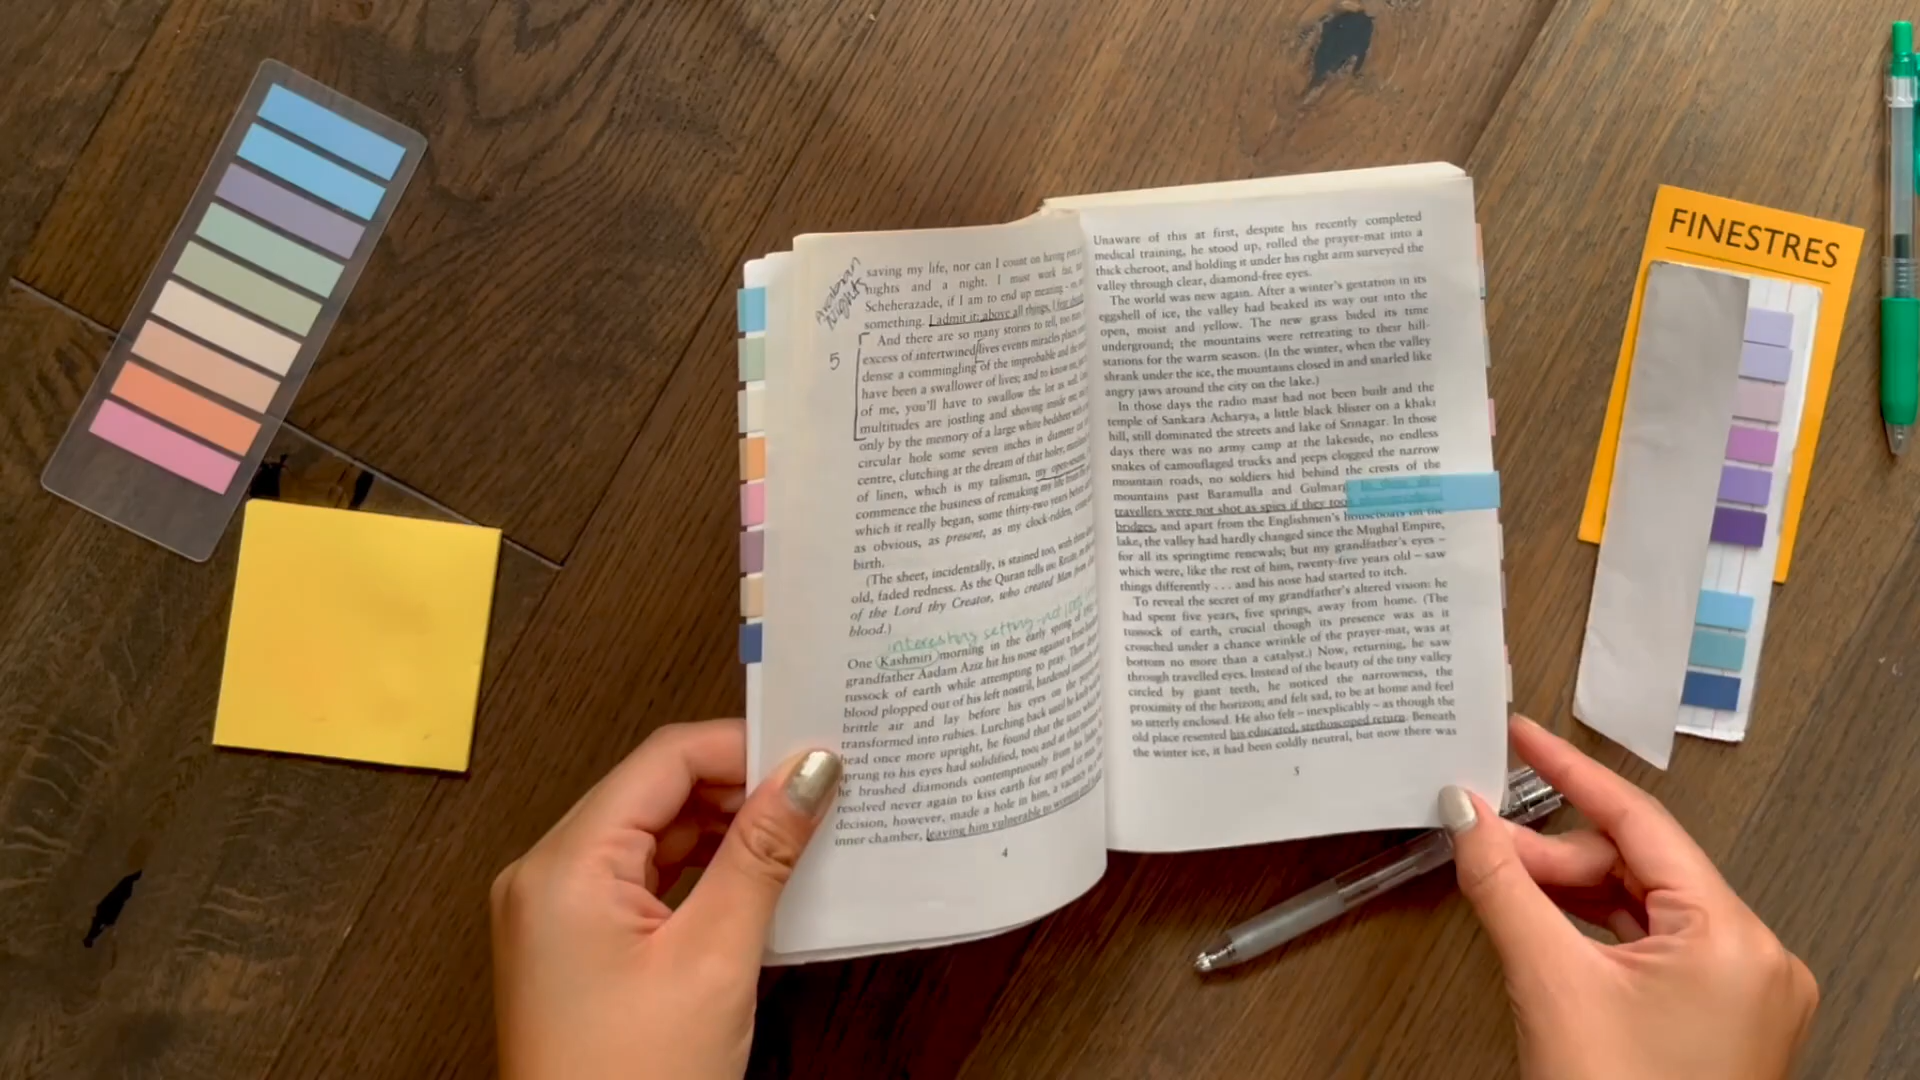 Arabian
Nights
saving my life, nor can I count on having
nights and a night. I must work
Scheherazade, if I am to end up meaning –
something. I admit it: above all things, I fear
And there are so many stories to tell, too
excess of intertwined lives events miracles places
dense a commingling of the improbable and the
5
have been a swallower of lives; and to know
of me, you'll have to swallow the lot as well.
multitudes are jostling and shoving inside
only by the memory of a large white bedsheet with
circular hole some seven inches in diameter
centre, clutching at the dream of that holey,
of linen, which is my talisman, my open-sesame,
commence the business of remaking my life from
which it really began, some thirty-two years before
as obvious, as present, as my clock-ridden,
birth.
(The sheet, incidentally, is stained too, with three
old, faded redness. As the Quran tells us: Recite,
of the Lord thy Creator, who created Man from
blood.)
interesting setting - not
One Kashmiri morning in the early spring of
grandfather Aadam Aziz hit his nose against a frost-
tussock of earth while attempting to pray. Three
blood plopped out of his left nostril, hardened
brittle air and lay before his eyes on the
transformed into rubies. Lurching back until he
head once more upright, he found that the tears
sprung to his eyes had solidified, too; and at that
he brushed diamonds contemptuously from his
resolved never again to kiss earth for any god or
decision, however, made a hole in him, a vacancy in
inner chamber, leaving him vulnerable to women and
4
Unaware of this at first, despite his recently completed
medical training, he stood up, rolled the prayer-mat into a
thick cheroot, and holding it under his right arm surveyed the
valley through clear, diamond-free eyes.
The world was new again. After a winter's gestation in its
eggshell of ice, the valley had beaked its way out into the
open, moist and yellow. The new grass bided its time
underground; the mountains were retreating to their hill-
stations for the warm season. (In the winter, when the valley
shrank under the ice, the mountains closed in and snarled like
angry jaws around the city on the lake.)
In those days the radio mast had not been built and the
temple of Sankara Acharya, a little black blister on a khaki
hill, still dominated the streets and lake of Srinagar. In those
days there was no army camp at the lakeside, no endless
snakes of camouflaged trucks and jeeps clogged the narrow
mountain roads, no soldiers hid behind the crests of the
mountains past Baramulla and Gulmarg
travellers were not shot as spies if they took
bridges, and apart from the Englishmen's houseboats on the
lake, the valley had hardly changed since the Mughal Empire,
for all its springtime renewals; but my grandfather's eyes –
which were, like the rest of him, twenty-five years old – saw
things differently . . . and his nose had started to itch.
To reveal the secret of my grandfather's altered vision: he
had spent five years, five springs, away from home. (The
tussock of earth, crucial though its presence was as it
crouched under a chance wrinkle of the prayer-mat, was at
bottom no more than a catalyst.) Now, returning, he saw
through travelled eyes. Instead of the beauty of the tiny valley
circled by giant teeth, he noticed the narrowness, the
proximity of the horizon; and felt sad, to be at home and feel
so utterly enclosed. He also felt – inexplicably – as though the
old place resented his educated, stethoscoped return. Beneath
the winter ice, it had been coldly neutral, but now there was
5
FINESTRES